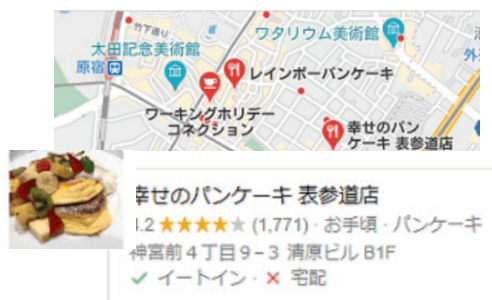 竹下通り
ワタリウム美術館
太田記念美術館
原宿
外
レインボーパンケーキ
ワーキングホリデー
コネクション
幸せのパン
ケーキ 表参道店
幸せのパンケーキ 表参道店
.2 (1,771)・お手頃・パンケーキ
神宮前4丁目9-3 清原ビル B1F
イートイン・宅配